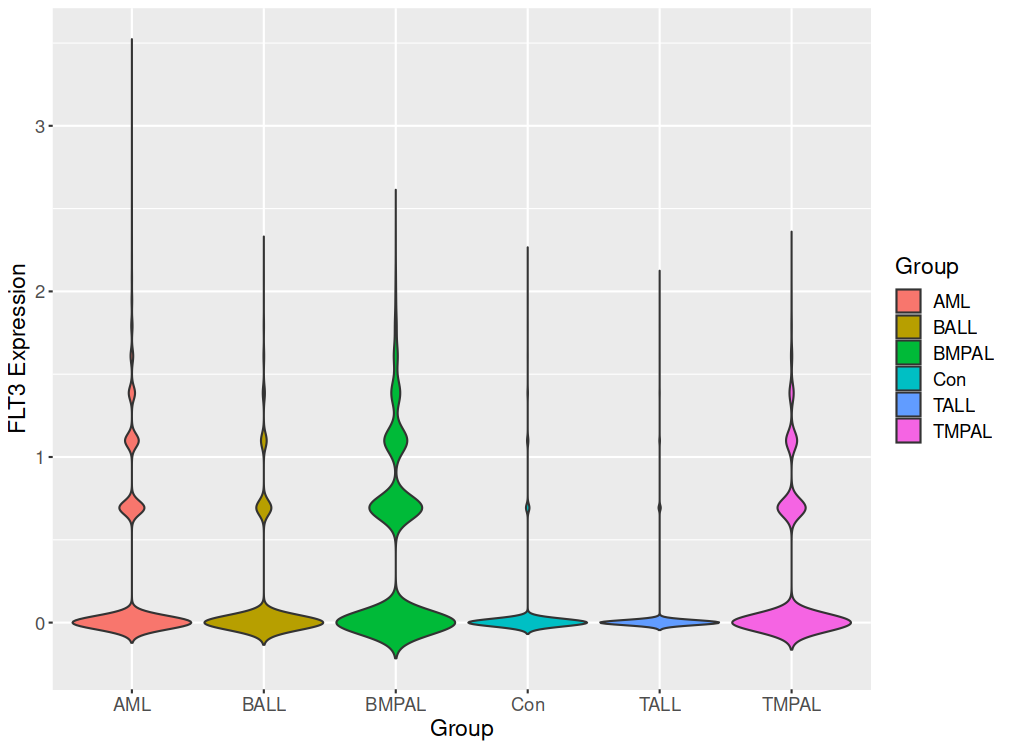 FLT3 Expression
3
2
1
0
AML BALL BMPAL Con TALL TMPAL
Group
Group
AML
BALL
BMPAL
Con
TALL
TMPAL